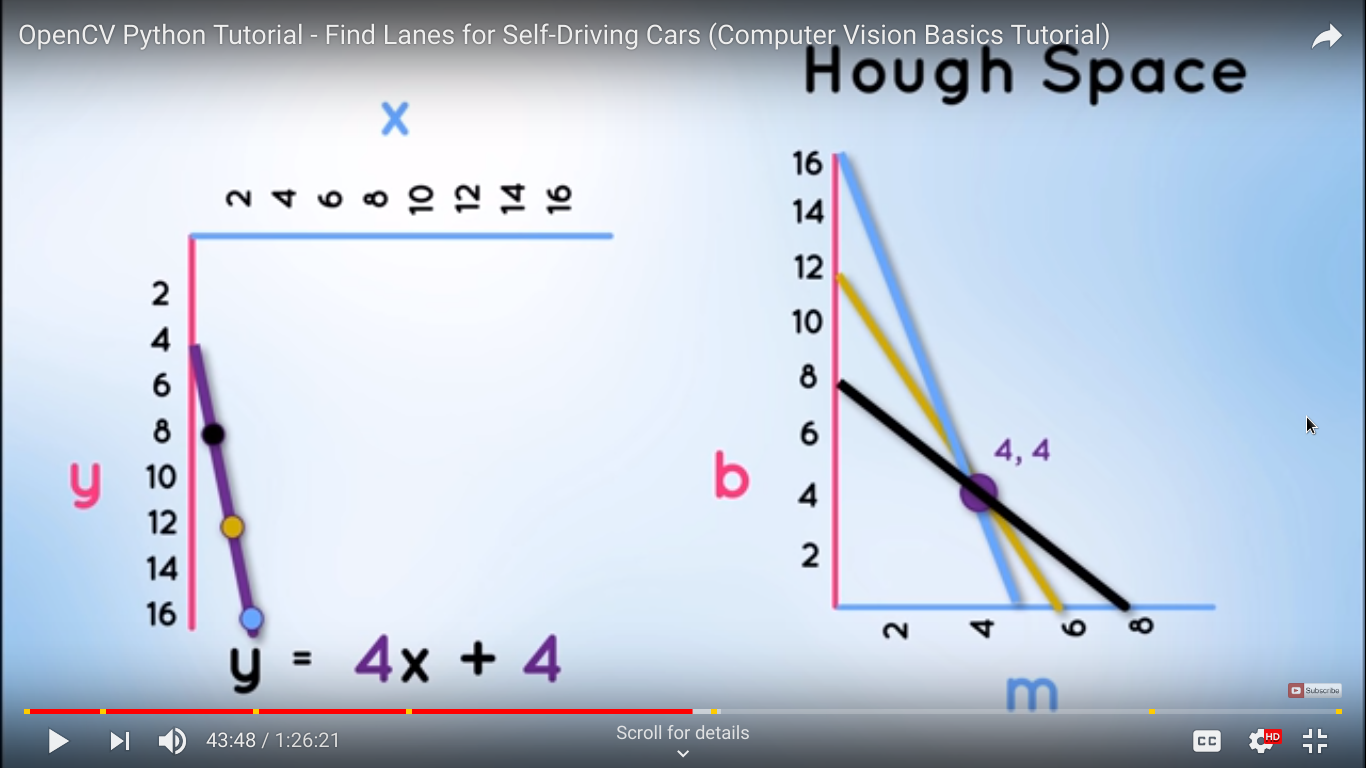 OpenCV Python Tutorial - Find Lanes for Self-Driving Cars (Computer Vision Basics Tutorial)
Hough Space
x
2 4 6 8 10 12 14 16
2
4
6
8
10
12
14
16
y
y = 4x + 4
16
14
12
10
8
6
4
2
b
4, 4
2 4 6 8
m
Subscribe
43:48 / 1:26:21
Scroll for details
CC
HD